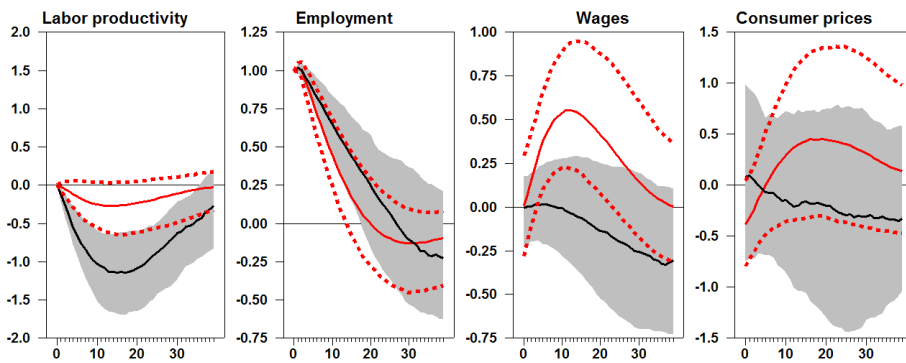 Labor productivity Employment Wages Consumer prices
2.0 1.25 1.00 1.5
1.5 1.00 0.75 1.0
1.0 0.75 0.50 0.5
0.5 0.50 0.25 0.0
0.0 0.25 0.00 -0.5
-0.5 0.00 -0.25 -1.0
-1.0 -0.25 -0.50 -1.5
-1.5 -0.50 -0.75
-2.0 -0.75
0 10 20 30 0 10 20 30 0 10 20 30 0 10 20 30